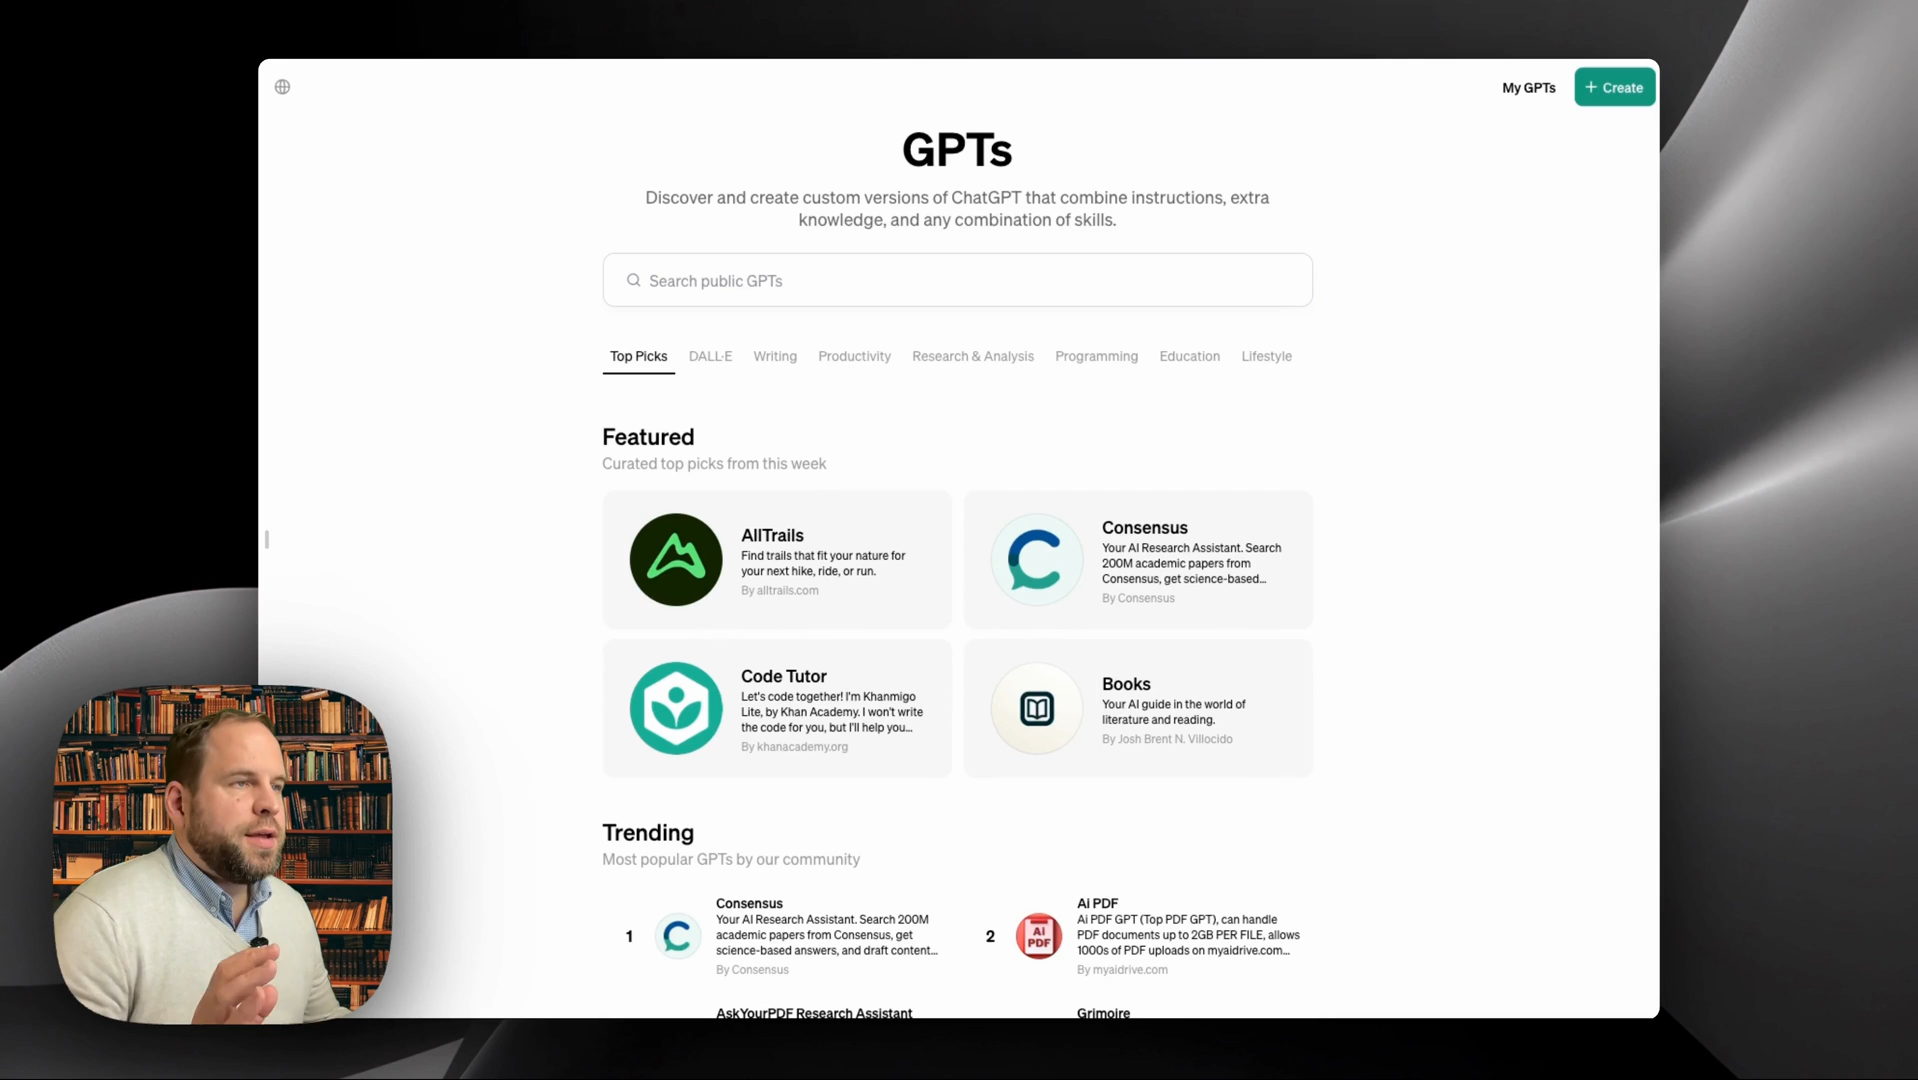 My GPTs
+ Create
GPTs
Discover and create custom versions of ChatGPT that combine instructions, extra
knowledge, and any combination of skills.
Search public GPTs
Top Picks
DALL·E
Writing
Productivity
Research & Analysis
Programming
Education
Lifestyle
Featured
Curated top picks from this week
AllTrails
Find trails that fit your nature for
your next hike, ride, or run.
By alltrails.com
Consensus
Your AI Research Assistant. Search
200M academic papers from
Consensus, get science-based...
By Consensus
Code Tutor
Let's code together! I'm Khanmigo
Lite, by Khan Academy. I won't write
the code for you, but I'll help you...
By khanacademy.org
Books
Your AI guide in the world of
literature and reading.
By Josh Brent N. Villocido
Trending
Most popular GPTs by our community
1
Consensus
Your AI Research Assistant. Search 200M
academic papers from Consensus, get
science-based answers, and draft content...
By Consensus
2
Ai
PDF
Ai PDF
Ai PDF GPT (Top PDF GPT), can handle
PDF documents up to 2GB PER FILE, allows
1000s of PDF uploads on myaidrive.com...
By myaidrive.com
AskYourPDF Research Assistant
Grimoire